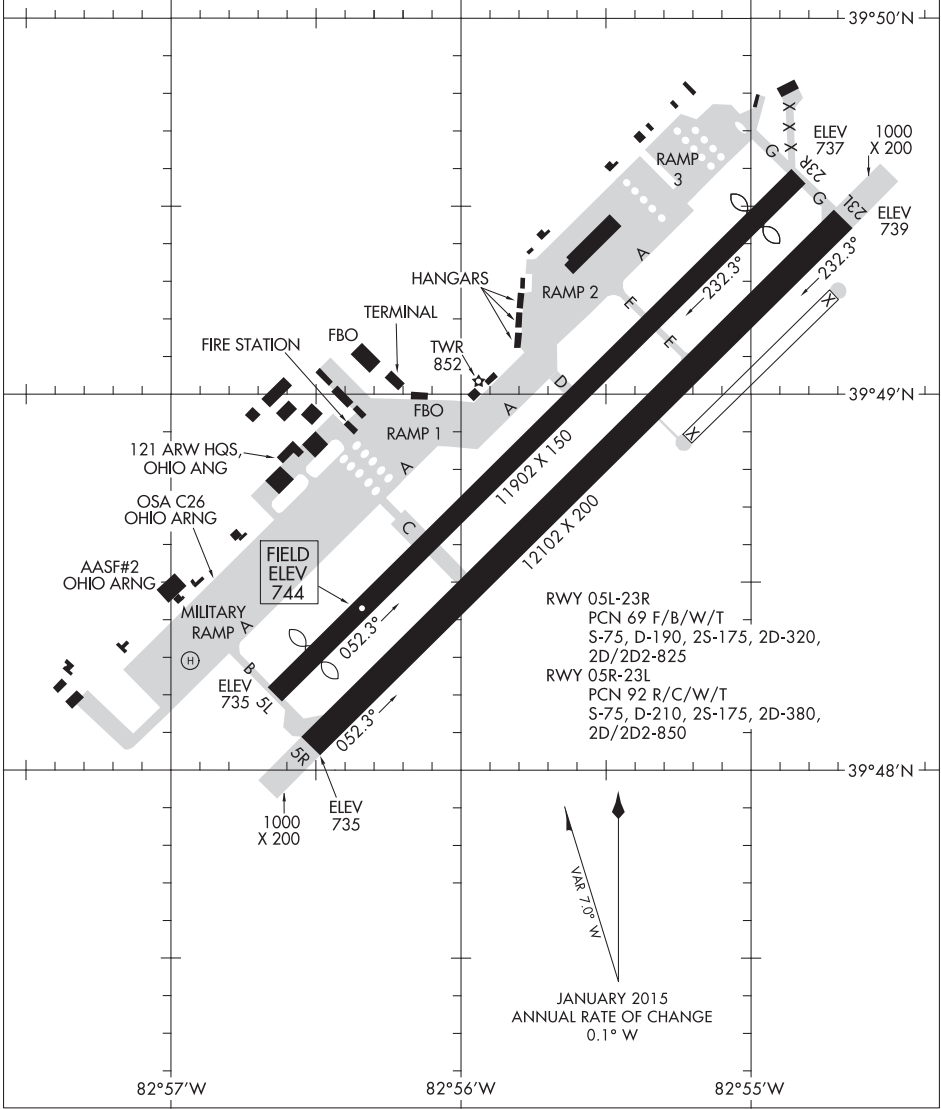 39°50'N
ELEV
737
1000
X 200
G
X
X
X
RAMP
3
23R
G
23L
ELEV
739
A
232.3°
232.3°
HANGARS
RAMP 2
E
E
X
TERMINAL
FBO
FIRE STATION
TWR
852
D
39°49'N
A
FBO
RAMP 1
X
121 ARW HQS,
OHIO ANG
A
11902 X 150
OSA C26
OHIO ARNG
C
12102 X 200
FIELD
ELEV
744
AASF#2
OHIO ARNG
MILITARY
RAMP
A
H
052.3°
B
ELEV
735
5L
052.3°
5R
RWY 05L-23R
PCN 69 F/B/W/T
S-75, D-190, 2S-175, 2D-320,
2D/2D2-825
RWY 05R-23L
PCN 92 R/C/W/T
S-75, D-210, 2S-175, 2D-380,
2D/2D2-850
39°48'N
ELEV
735
1000
X 200
VAR 7.0° W
JANUARY 2015
ANNUAL RATE OF CHANGE
0.1° W
82°57'W
82°56'W
82°55'W